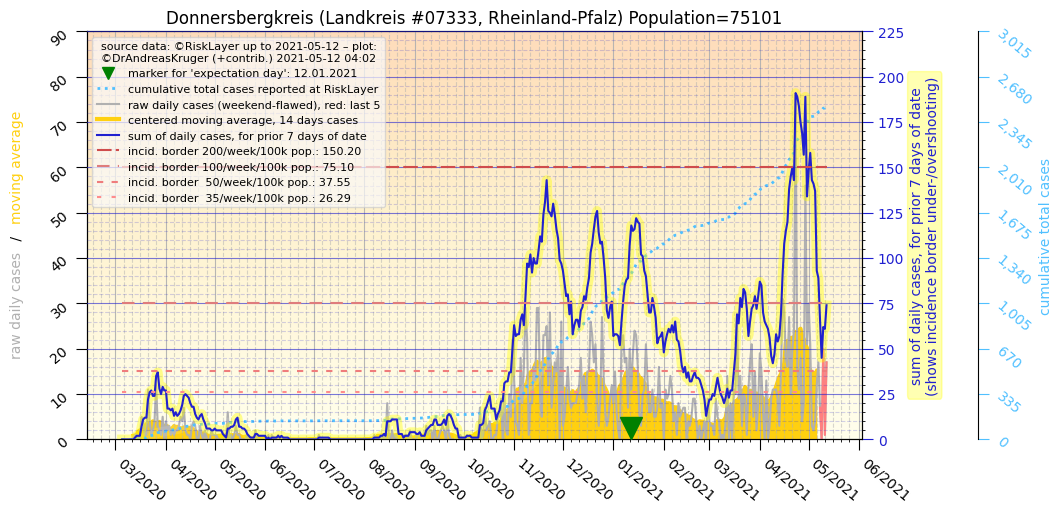 Donnersbergkreis (Landkreis #07333, Rheinland-Pfalz) Population=75101
source data: ©RiskLayer up to 2021-05-12 – plot:
©DrAndreasKruger (+contrib.) 2021-05-12 04:02
marker for 'expectation day': 12.01.2021
cumulative total cases reported at RiskLayer
raw daily cases (weekend-flawed), red: last 5
centered moving average, 14 days cases
sum of daily cases, for prior 7 days of date
incid. border 200/week/100k pop.: 150.20
incid. border 100/week/100k pop.: 75.10
incid. border 50/week/100k pop.: 37.55
incid. border 35/week/100k pop.: 26.29
raw daily cases / moving average
90
80
70
60
50
40
30
20
10
0
225
200
175
150
125
100
75
50
25
0
sum of daily cases, for prior 7 days of date
(shows incidence border under-/overshooting)
3,015
2,680
2,345
2,010
1,675
1,340
1,005
670
335
0
cumulative total cases
03/2020
04/2020
05/2020
06/2020
07/2020
08/2020
09/2020
10/2020
11/2020
12/2020
01/2021
02/2021
03/2021
04/2021
05/2021
06/2021